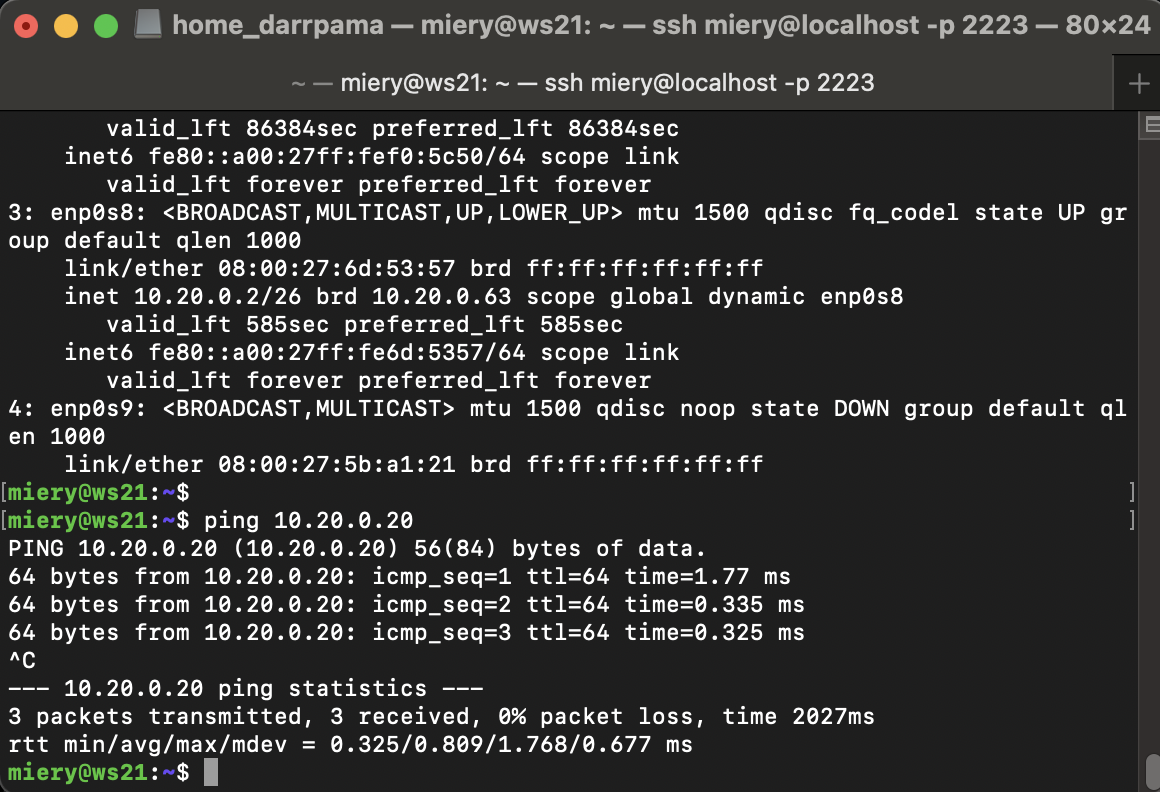 home_darrpama — miery@ws21: ~ — ssh miery@localhost -p 2223 — 80×24
~ — miery@ws21: ~ — ssh miery@localhost -p 2223
+
       valid_lft 86384sec preferred_lft 86384sec
    inet6 fe80::a00:27ff:fef0:5c50/64 scope link
       valid_lft forever preferred_lft forever
3: enp0s8: <BROADCAST,MULTICAST,UP,LOWER_UP> mtu 1500 qdisc fq_codel state UP gr
oup default qlen 1000
    link/ether 08:00:27:6d:53:57 brd ff:ff:ff:ff:ff:ff
    inet 10.20.0.2/26 brd 10.20.0.63 scope global dynamic enp0s8
       valid_lft 585sec preferred_lft 585sec
    inet6 fe80::a00:27ff:fe6d:5357/64 scope link
       valid_lft forever preferred_lft forever
4: enp0s9: <BROADCAST,MULTICAST> mtu 1500 qdisc noop state DOWN group default ql
en 1000
    link/ether 08:00:27:5b:a1:21 brd ff:ff:ff:ff:ff:ff
[miery@ws21:~$ ]
[miery@ws21:~$ ping 10.20.0.20 ]
PING 10.20.0.20 (10.20.0.20) 56(84) bytes of data.
64 bytes from 10.20.0.20: icmp_seq=1 ttl=64 time=1.77 ms
64 bytes from 10.20.0.20: icmp_seq=2 ttl=64 time=0.335 ms
64 bytes from 10.20.0.20: icmp_seq=3 ttl=64 time=0.325 ms
^C
--- 10.20.0.20 ping statistics ---
3 packets transmitted, 3 received, 0% packet loss, time 2027ms
rtt min/avg/max/mdev = 0.325/0.809/1.768/0.677 ms
miery@ws21:~$